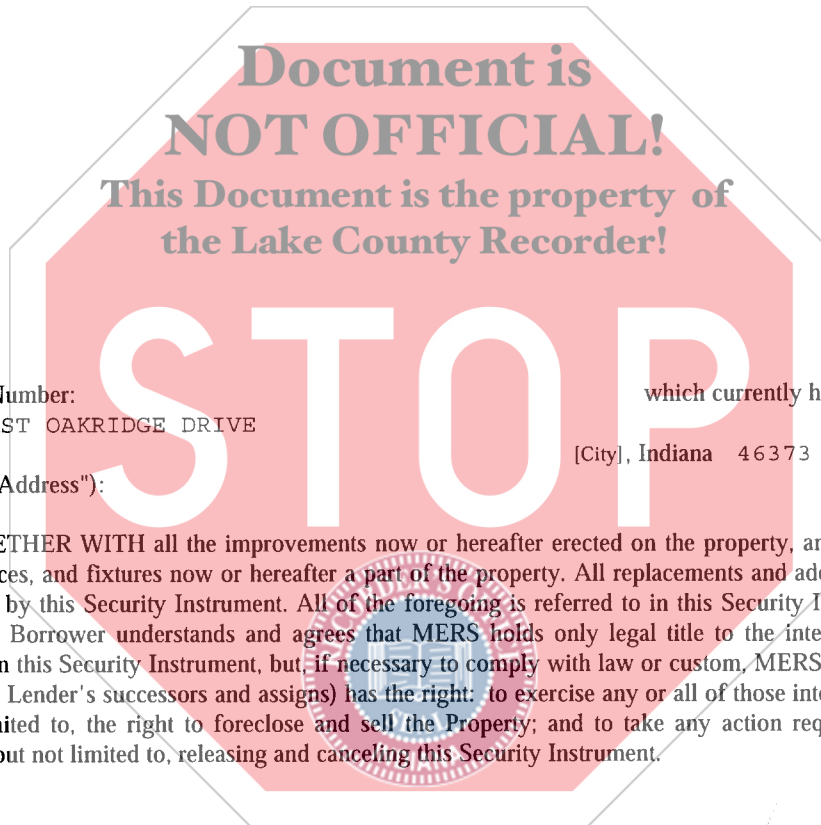 Document is
NOT OFFICIAL!
This Document is the property of
the Lake County Recorder!
STOP
Number:
which currently h
ST OAKRIDGE DRIVE
[City], Indiana 46373
Address"):
ETHER WITH all the improvements now or hereafter erected on the property, an
ces, and fixtures now or hereafter a part of the property. All replacements and add
by this Security Instrument. All of the foregoing is referred to in this Security I
Borrower understands and agrees that MERS holds only legal title to the inte
n this Security Instrument, but, if necessary to comply with law or custom, MERS
Lender's successors and assigns) has the right: to exercise any or all of those inte
nited to, the right to foreclose and sell the Property; and to take any action req
but not limited to, releasing and canceling this Security Instrument.